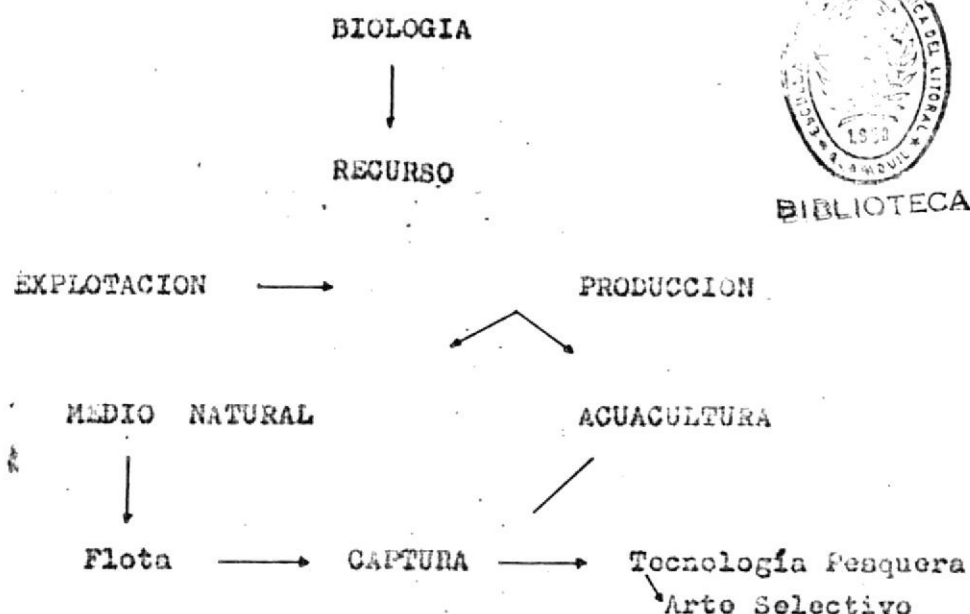 BIOLOGIA
RECURSO
BIBLIOTECA
EXPLOTACION PRODUCCION
MEDIO NATURAL ACUACULTURA
Flota CAPTURA Tecnología Pesquera
Arte Selectivo